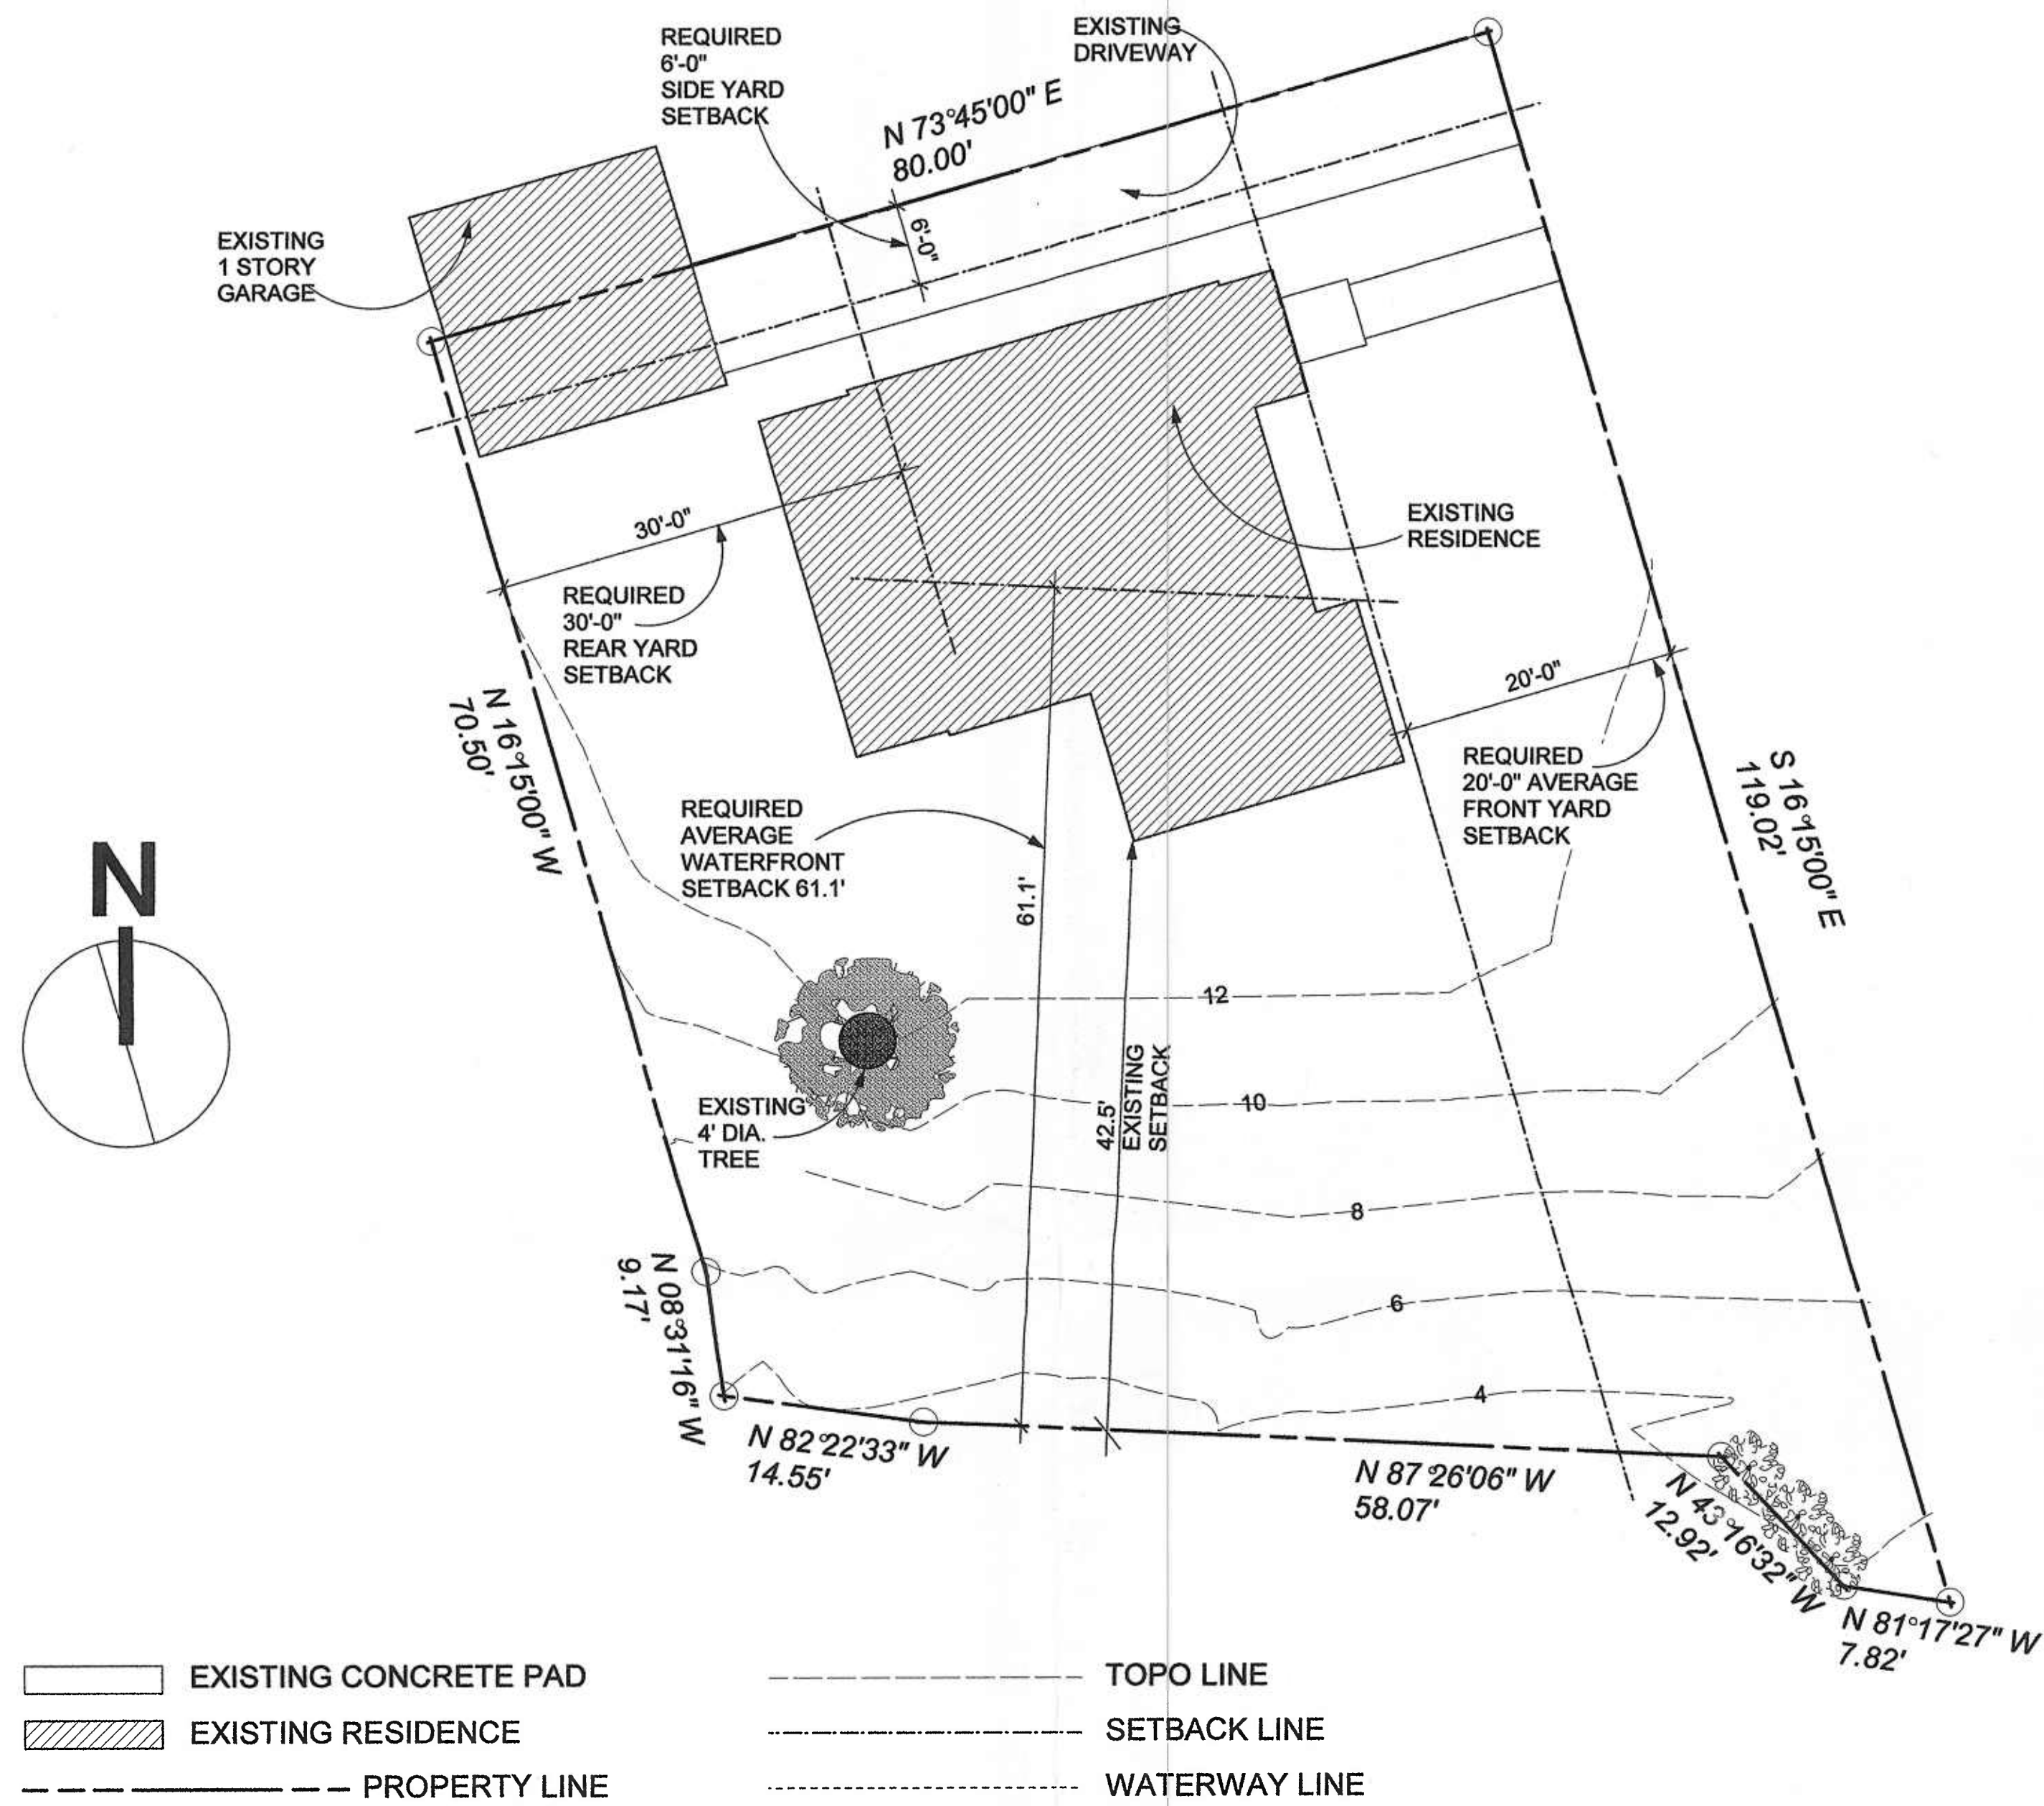 REQUIRED
6'-0"
SIDE YARD
SETBACK
EXISTING
DRIVEWAY
N 73°45'00" E
80.00'
6'-0"
EXISTING
1 STORY
GARAGE
30'-0"
REQUIRED
30'-0"
REAR YARD
SETBACK
EXISTING
RESIDENCE
20'-0"
REQUIRED
20'-0" AVERAGE
FRONT YARD
SETBACK
N 16°15'00" W
70.50'
S 16°15'00" E
119.02'
REQUIRED
AVERAGE
WATERFRONT
SETBACK 61.1'
61.1'
N
12
42.5'
EXISTING
SETBACK
10
EXISTING
4' DIA.
TREE
8
6
N 08°31'16" W
9.17'
4
N 82°22'33" W
14.55'
N 87°26'06" W
58.07'
N 43°16'32" W
12.92'
N 81°17'27" W
7.82'
EXISTING CONCRETE PAD
EXISTING RESIDENCE
PROPERTY LINE
TOPO LINE
SETBACK LINE
WATERWAY LINE